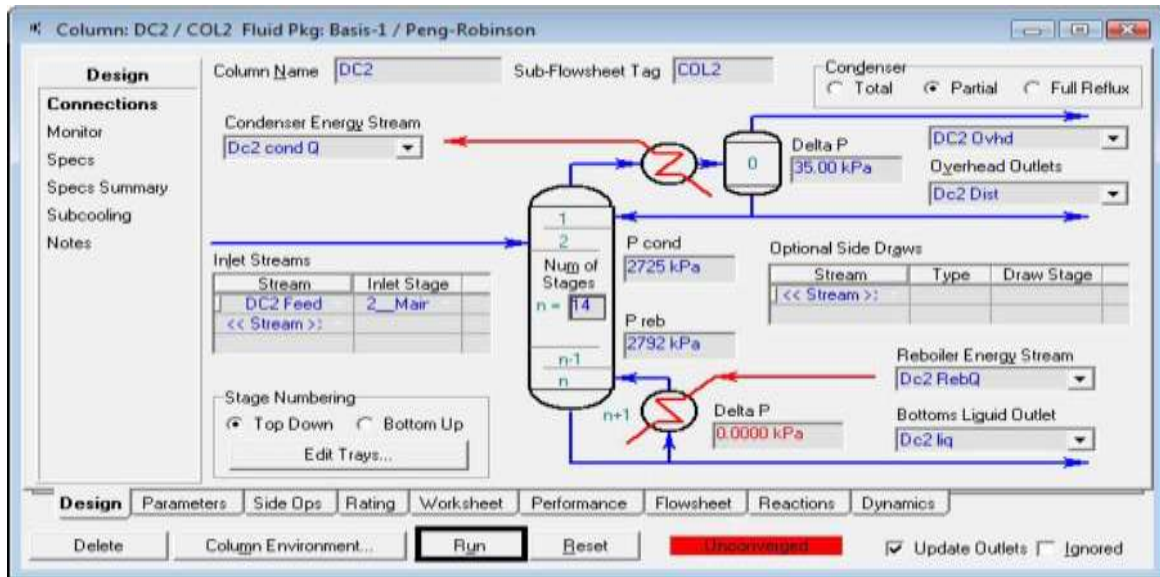 Column: DC2 / COL2 Fluid Pkg: Basis-1 / Peng-Robinson
Design
Connections
Monitor
Specs
Specs Summary
Subcooling
Notes
Column Name DC2
Sub-Flowsheet Tag COL2
Condenser
Total Partial Full Reflux
Condenser Energy Stream
Dc2 cond Q
0
Delta P
35.00 kPa
DC2 Ovhd
Overhead Outlets
Dc2 Dist
Inlet Streams
Stream Inlet Stage
DC2 Feed 2__Mair
<< Stream >:
1
2
Num of
Stages
n = 14
n-1
n
n+1
P cond
2725 kPa
P reb
2792 kPa
Optional Side Draws
Stream Type Draw Stage
<< Stream >:
Stage Numbering
Top Down Bottom Up
Edit Trays...
Delta P
0.0000 kPa
Reboiler Energy Stream
Dc2 RebQ
Bottoms Liquid Outlet
Dc2 liq
Design Parameters Side Ops Rating Worksheet Performance Flowsheet Reactions Dynamics
Delete Column Environment... Run Reset Unconverged Update Outlets Ignored